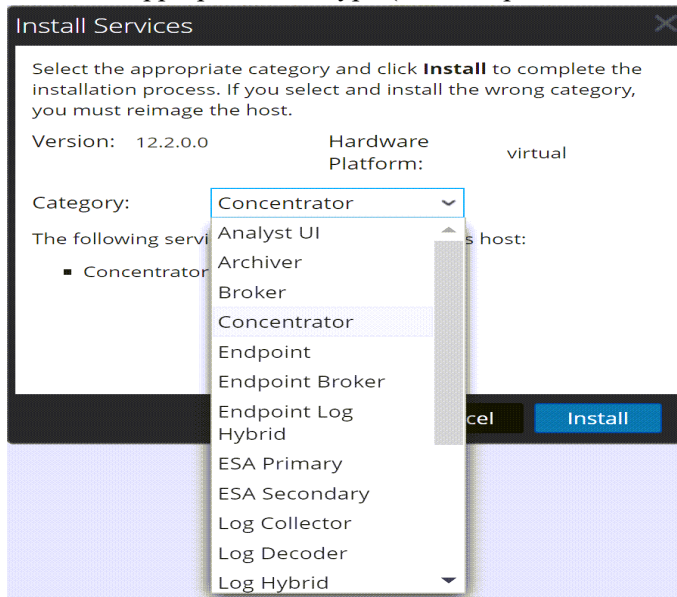 Install Services
Select the appropriate category and click Install to complete the
installation process. If you select and install the wrong category,
you must reimage the host.
Version: 12.2.0.0 Hardware Platform: virtual
Category: Concentrator
The following servi s host:
Concentrator
Analyst UI
Archiver
Broker
Concentrator
Endpoint
Endpoint Broker
Endpoint Log
Hybrid
ESA Primary
ESA Secondary
Log Collector
Log Decoder
Log Hybrid
cel Install